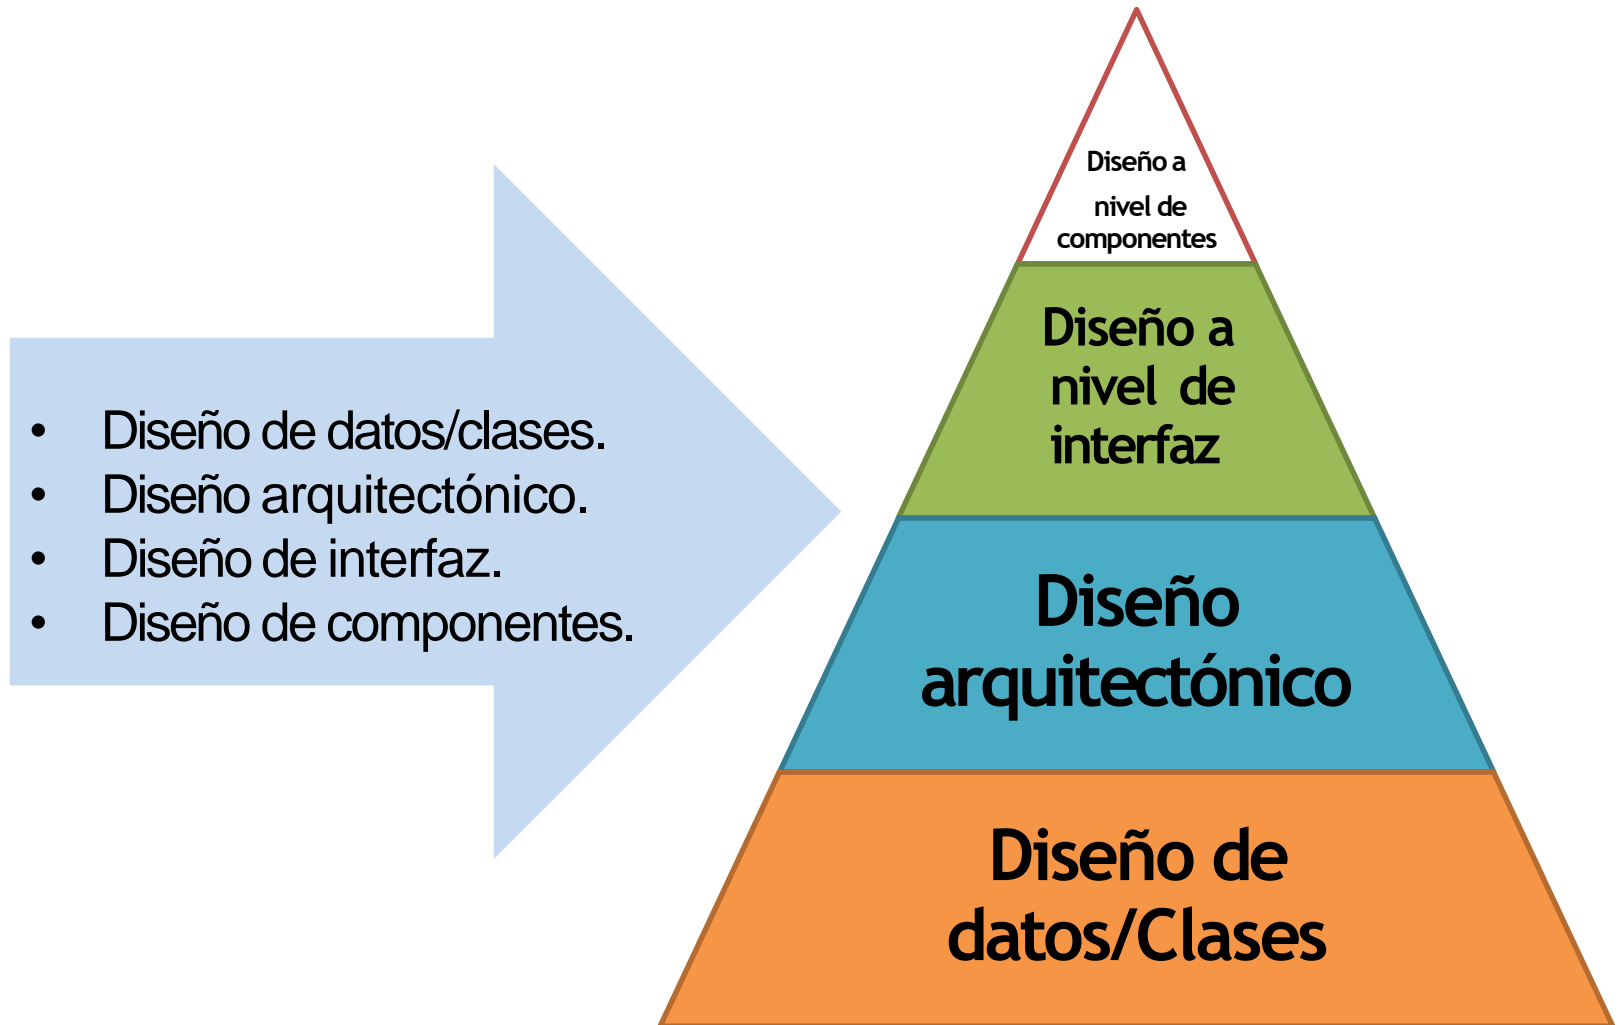 • Diseño de datos/clases.
• Diseño arquitectónico.
• Diseño de interfaz.
• Diseño de componentes.
Diseño a
nivel de
componentes
Diseño a
nivel de
interfaz
Diseño
arquitectónico
Diseño de
datos/Clases